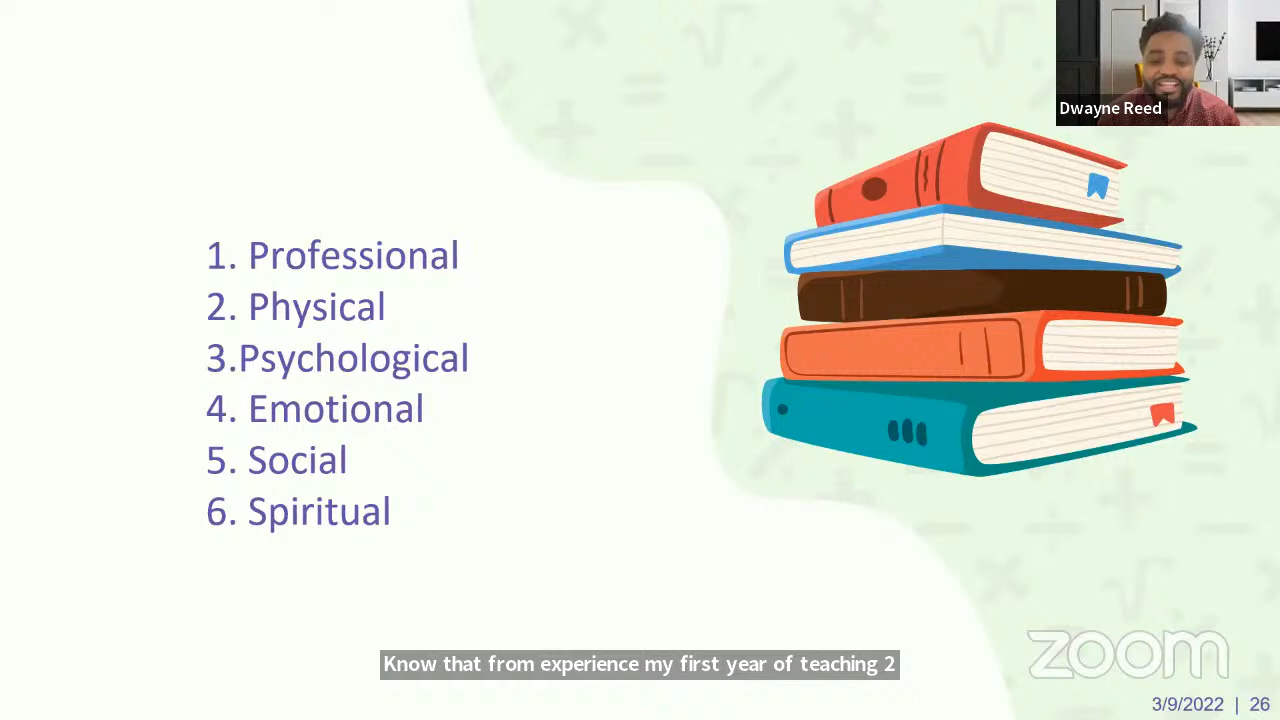 Dwayne Reed
1. Professional
2. Physical
3.Psychological
4. Emotional
5. Social
6. Spiritual
Know that from experience my first year of teaching 2
zoom
3/9/2022 | 26